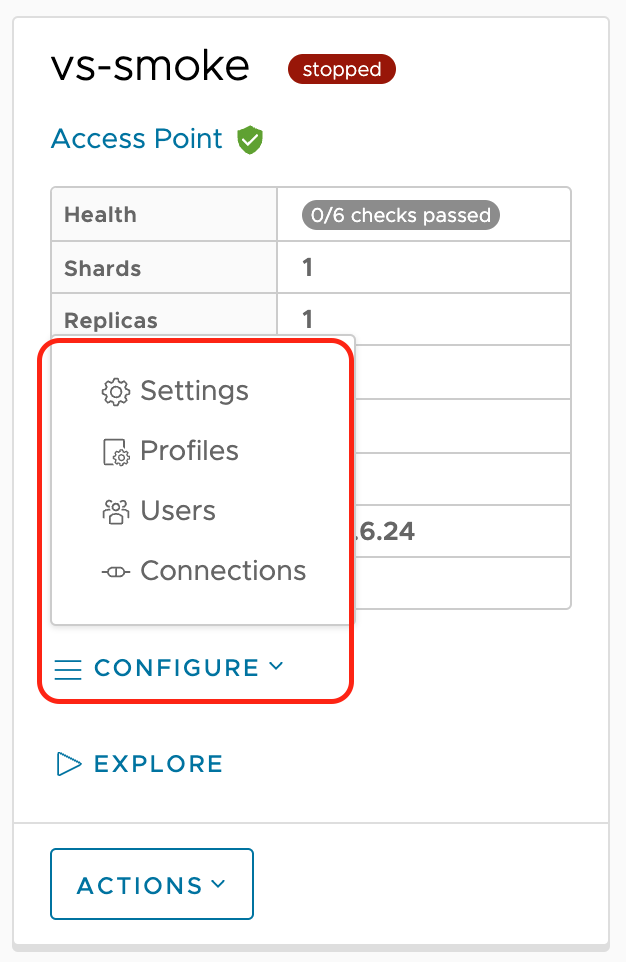 vs-smoke stopped
Access Point
Health 0/6 checks passed
Shards 1
Replicas 1
Settings
Profiles
Users
.6.24
Connections
CONFIGURE
EXPLORE
ACTIONS